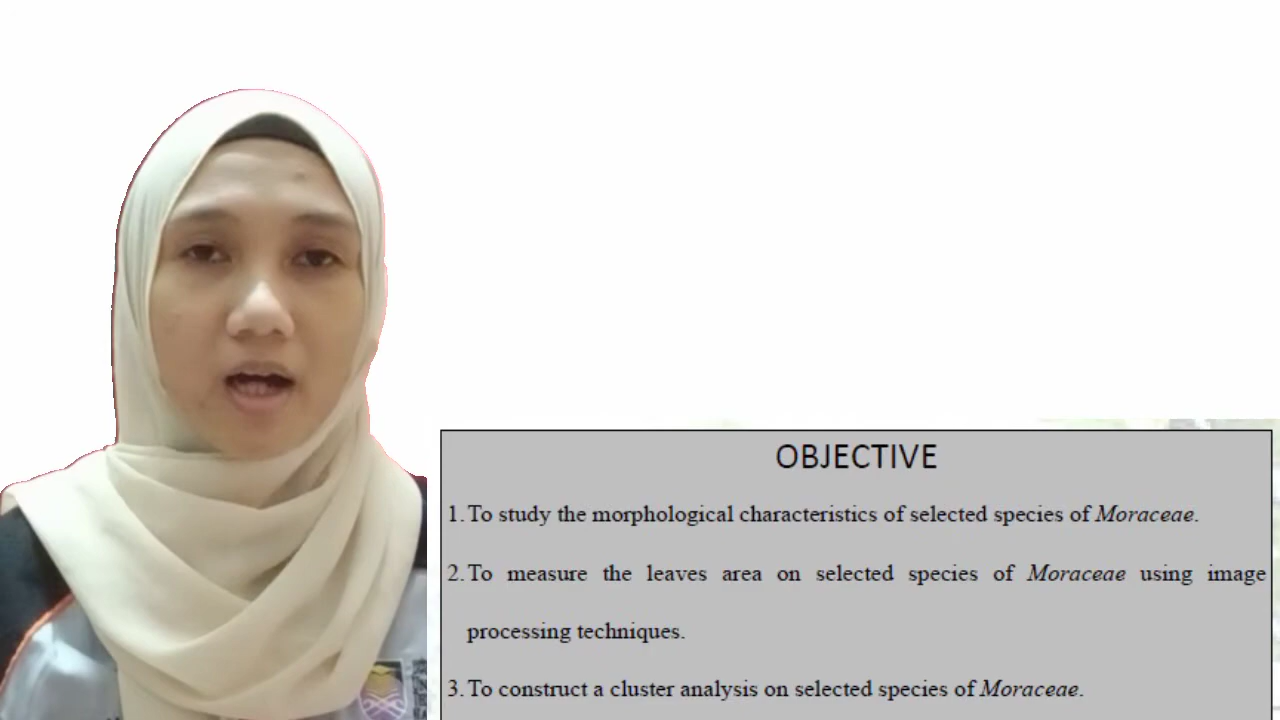 OBJECTIVE
1. To study the morphological characteristics of selected species of Moraceae.
2. To measure the leaves area on selected species of Moraceae using image
processing techniques.
3. To construct a cluster analysis on selected species of Moraceae.